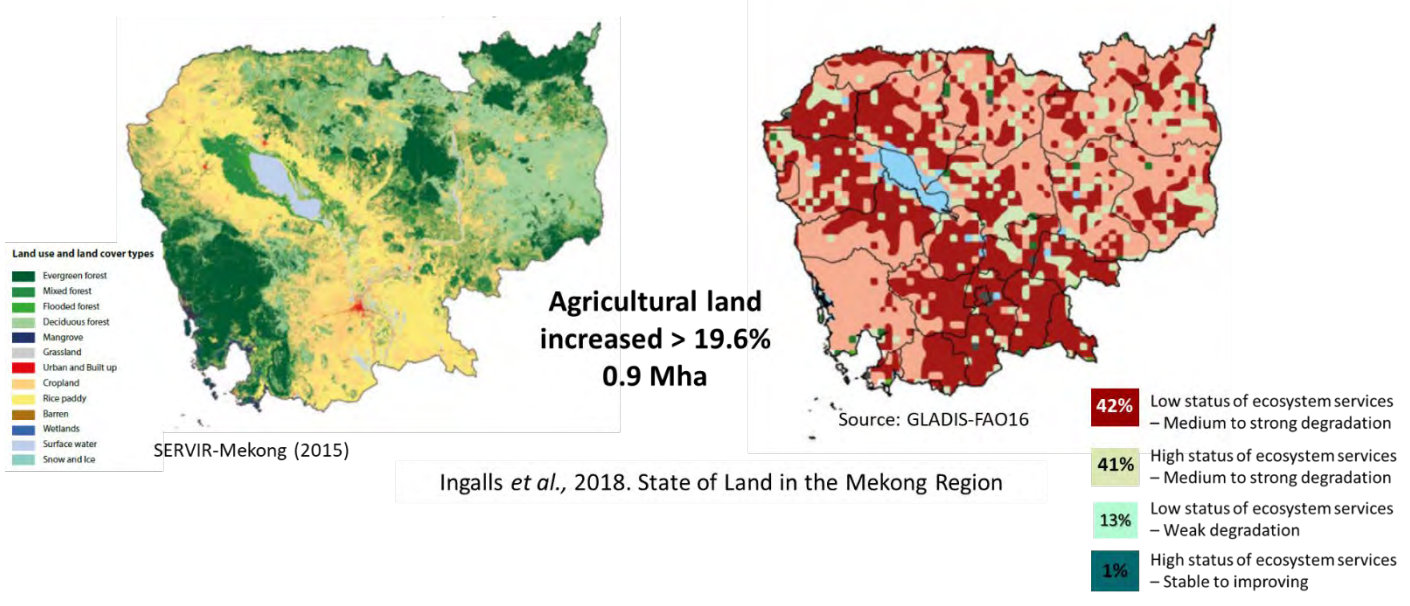 Land use and land cover types
Evergreen forest
Mixed forest
Flooded forest
Deciduous forest
Mangrove
Grassland
Urban and Built up
Cropland
Rice paddy
Barren
Wetlands
Surface water
Snow and Ice
SERVIR-Mekong (2015)
Agricultural land
increased > 19.6%
0.9 Mha
Source: GLADIS-FAO16
42% Low status of ecosystem services
– Medium to strong degradation
41% High status of ecosystem services
– Medium to strong degradation
13% Low status of ecosystem services
– Weak degradation
1% High status of ecosystem services
– Stable to improving
Ingalls et al., 2018. State of Land in the Mekong Region